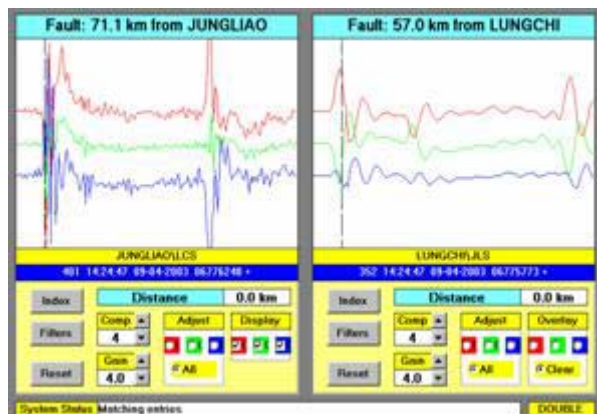 Fault: 71.1 km from JUNGLIAO
JUNGLIAO\LCS
481 14:24:47 09-04-2003 06776248 +
Index
Filters
Reset
Distance 0.0 km
Comp
4
Gain
4.0
Adjust
All
Display
Fault: 57.0 km from LUNGCHI
LUNGCHI\JLS
352 14:24:47 09-04-2003 06775773 +
Index
Filters
Reset
Distance 0.0 km
Comp
4
Gain
4.0
Adjust
All
Overlay
Clear
System Status Matching entries DOUBLE